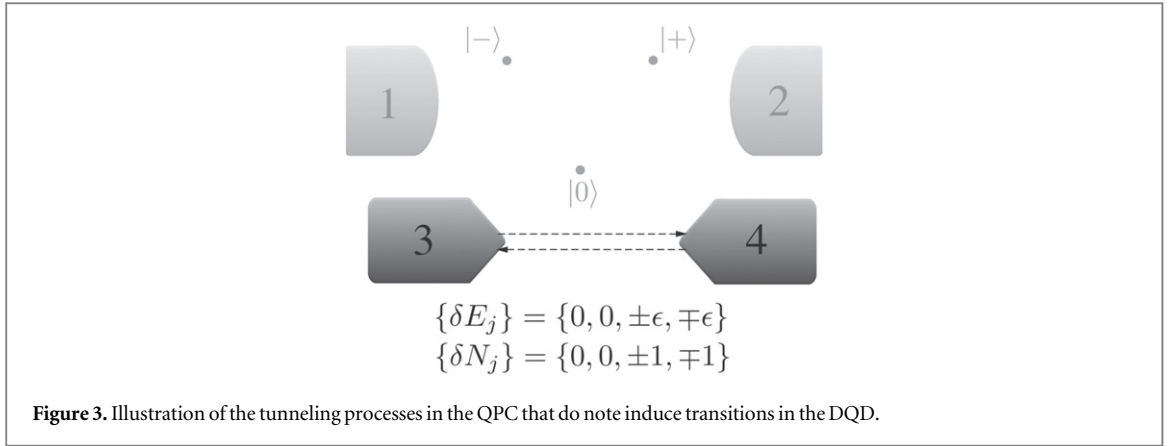 |−⟩ |+⟩
1 2
|0⟩
3 4
{δE_j} = {0, 0, ±ϵ, ∓ϵ}
{δN_j} = {0, 0, ±1, ∓1}
Figure 3. Illustration of the tunneling processes in the QPC that do note induce transitions in the DQD.